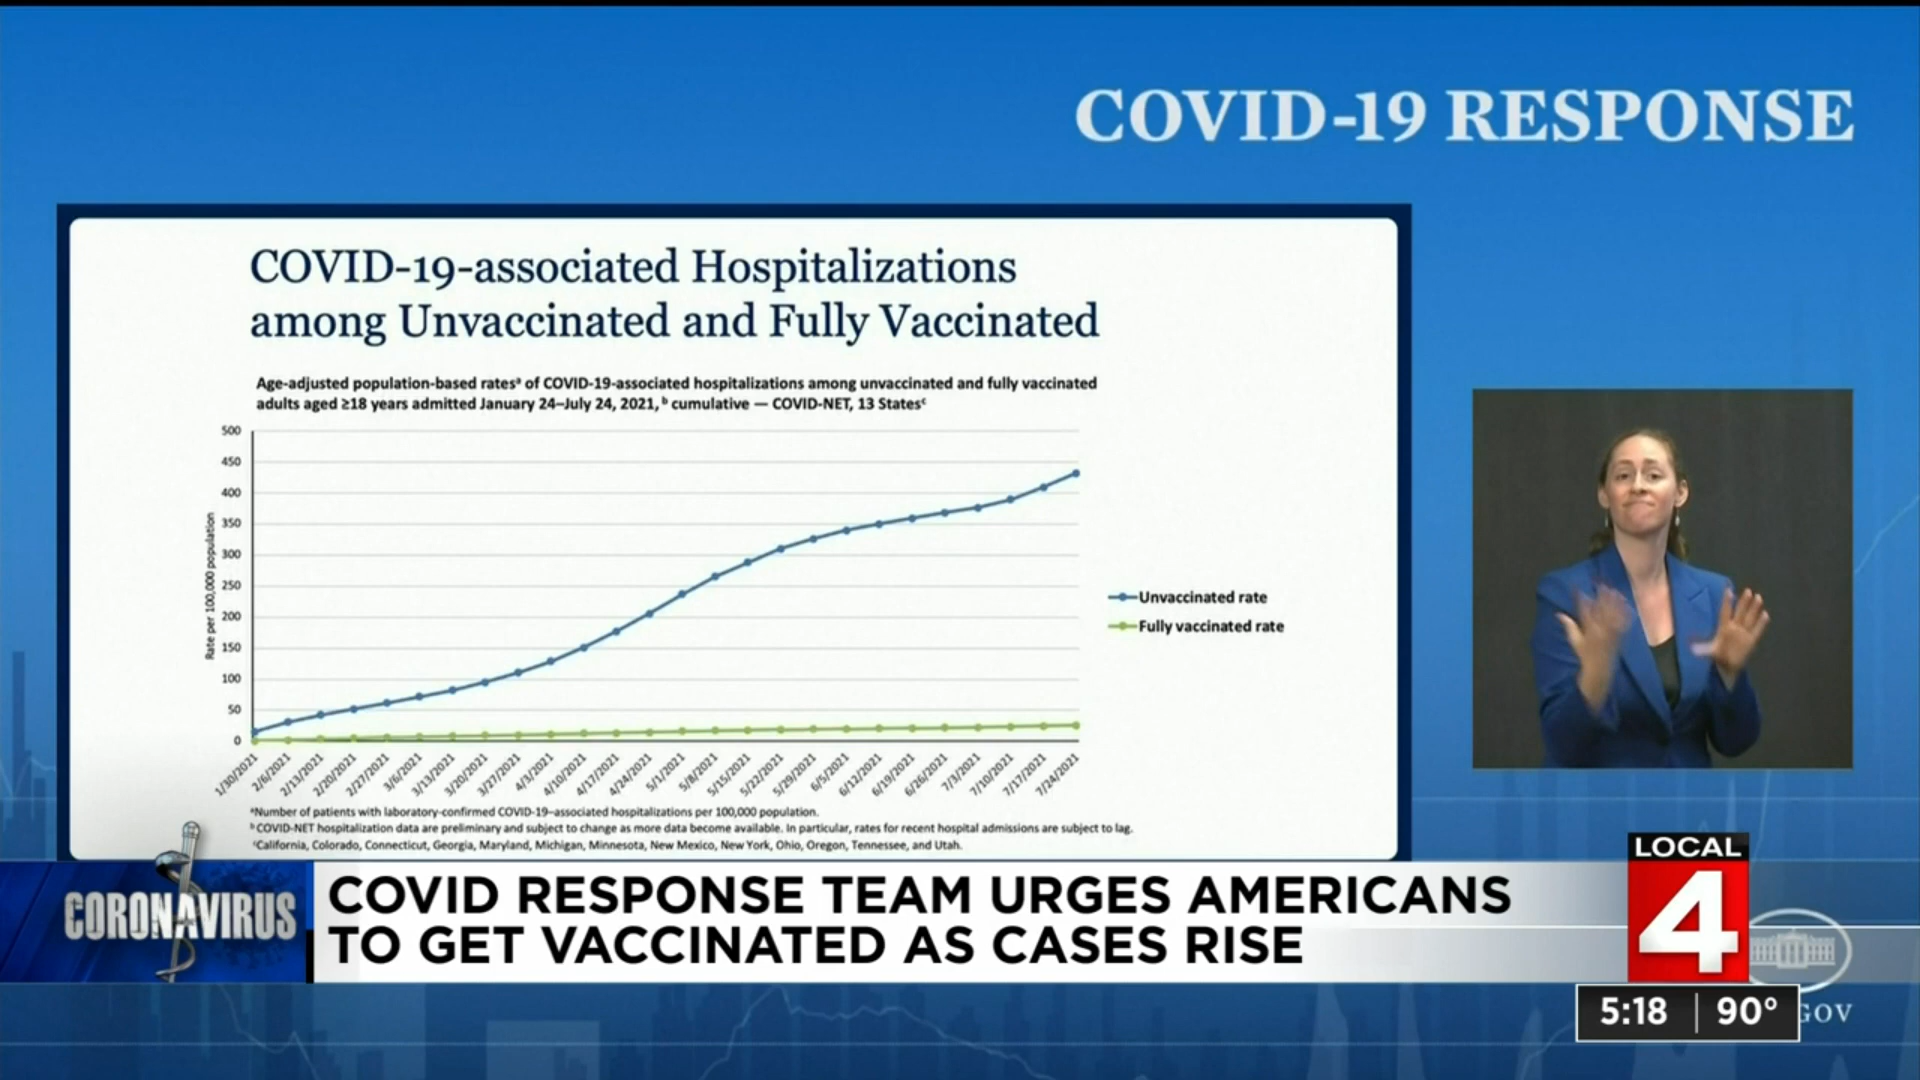 COVID-19 RESPONSE
COVID-19-associated Hospitalizations
among Unvaccinated and Fully Vaccinated
Age-adjusted population-based ratesᵃ of COVID-19-associated hospitalizations among unvaccinated and fully vaccinated
adults aged ≥18 years admitted January 24–July 24, 2021, ᵇ cumulative — COVID-NET, 13 Statesᶜ
Rate per 100,000 population
500
450
400
350
300
250
200
150
100
50
0
1/30/2021
2/6/2021
2/13/2021
2/20/2021
2/27/2021
3/6/2021
3/13/2021
3/20/2021
3/27/2021
4/3/2021
4/10/2021
4/17/2021
4/24/2021
5/1/2021
5/8/2021
5/15/2021
5/22/2021
5/29/2021
6/5/2021
6/12/2021
6/19/2021
6/26/2021
7/3/2021
7/10/2021
7/17/2021
7/24/2021
Unvaccinated rate
Fully vaccinated rate
ᵃNumber of patients with laboratory-confirmed COVID-19–associated hospitalizations per 100,000 population.
ᵇ COVID-NET hospitalization data are preliminary and subject to change as more data become available. In particular, rates for recent hospital admissions are subject to lag.
ᶜCalifornia, Colorado, Connecticut, Georgia, Maryland, Michigan, Minnesota, New Mexico, New York, Ohio, Oregon, Tennessee, and Utah.
CORONAVIRUS
COVID RESPONSE TEAM URGES AMERICANS
TO GET VACCINATED AS CASES RISE
LOCAL
4
5:18 90°
GOV